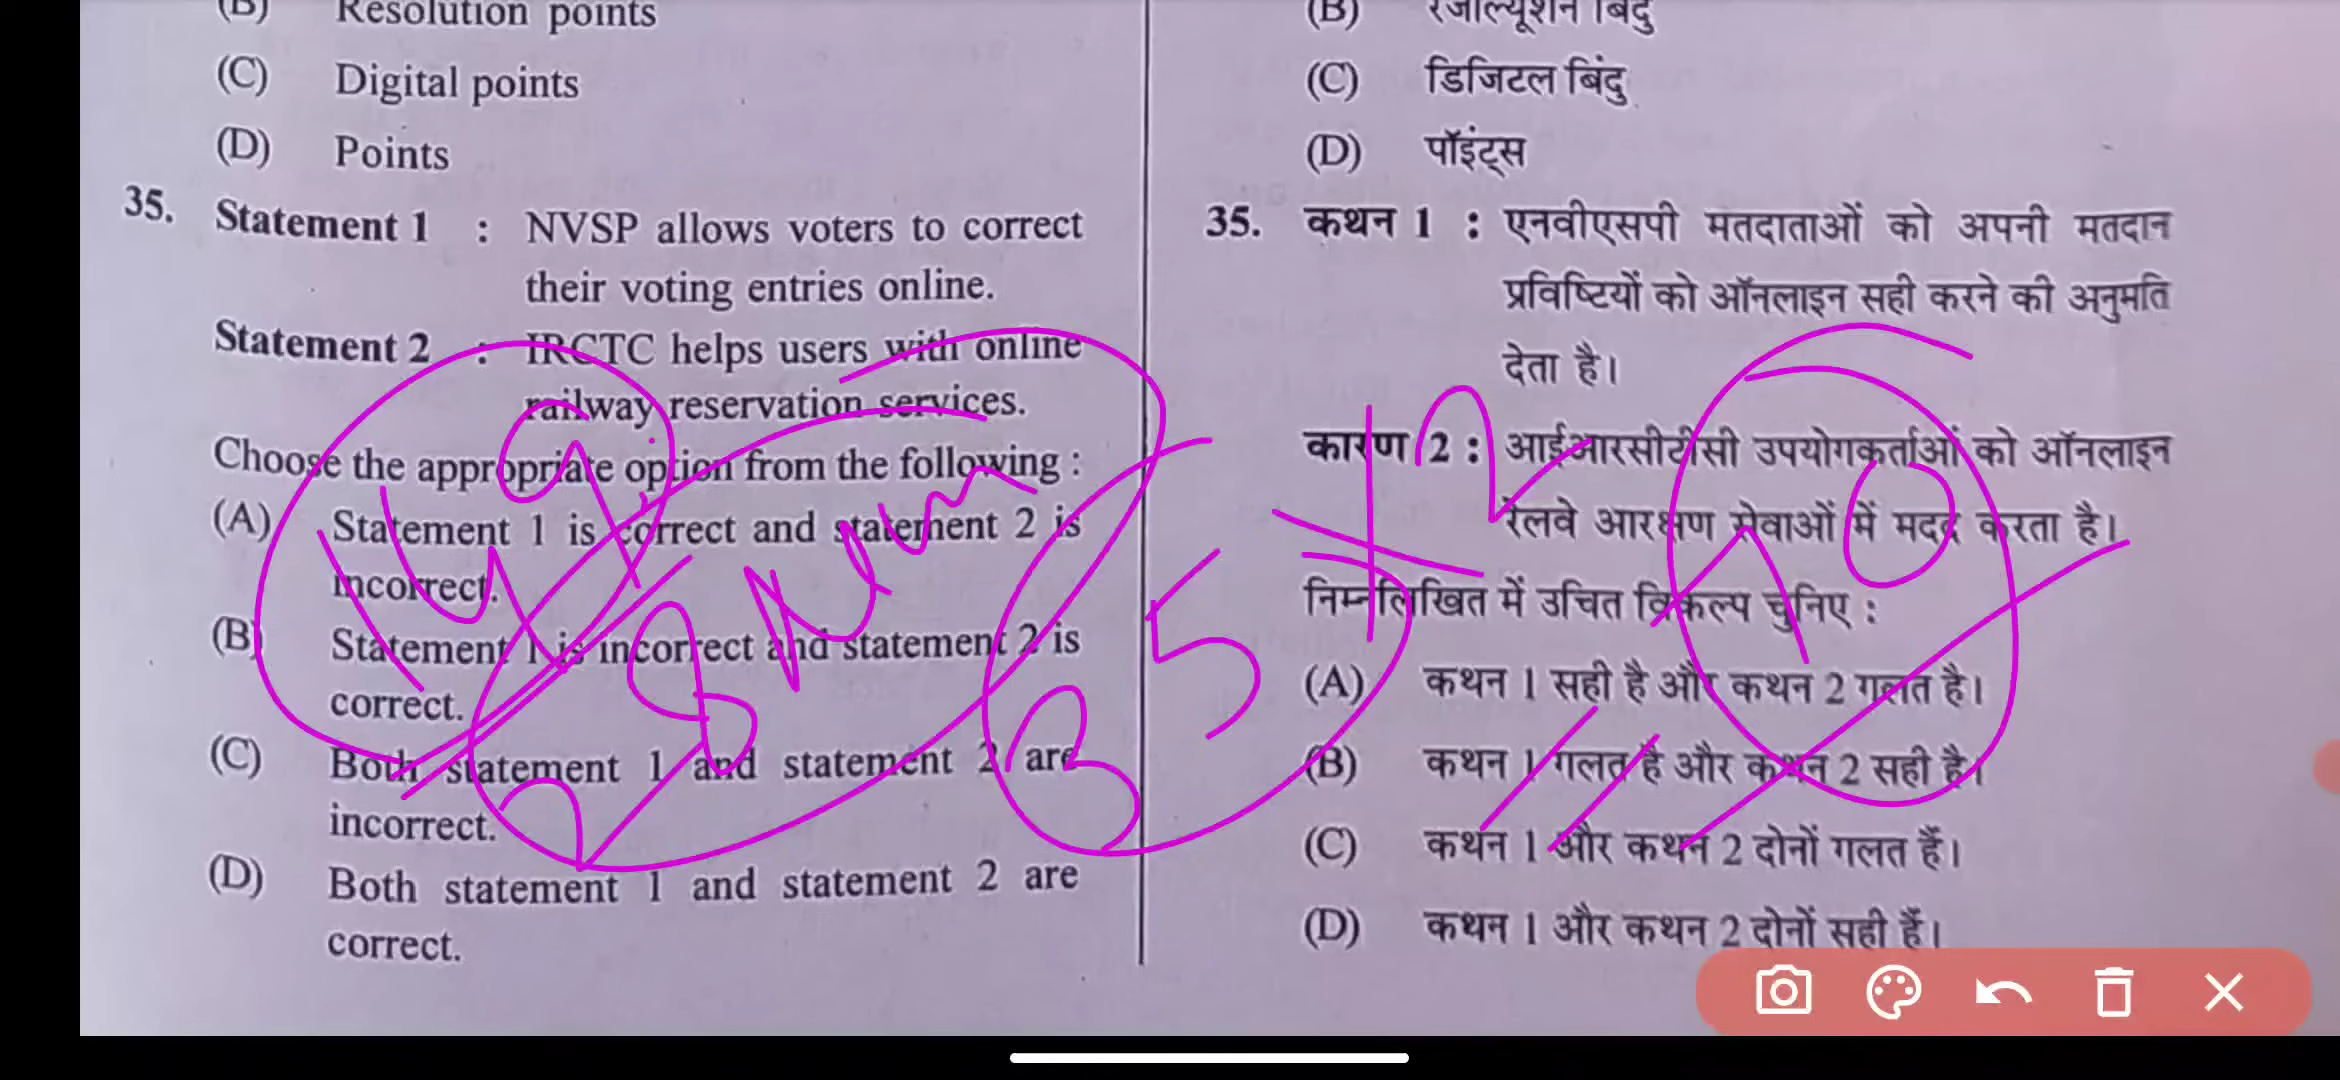 (B) Resolution points
(C) Digital points
(D) Points
35. Statement 1 : NVSP allows voters to correct
their voting entries online.
Statement 2 : IRCTC helps users with online
railway reservation services.
Choose the appropriate option from the following :
(A) Statement 1 is correct and statement 2 is
incorrect.
(B) Statement 1 is incorrect and statement 2 is
correct.
(C) Both statement 1 and statement 2 are
incorrect.
(D) Both statement 1 and statement 2 are
correct.
(B) रेजोल्यूशन बिंदु
(C) डिजिटल बिंदु
(D) पॉइंट्स
35. कथन 1 : एनवीएसपी मतदाताओं को अपनी मतदान
प्रविष्टियों को ऑनलाइन सही करने की अनुमति
देता है।
कारण 2 : आईआरसीटीसी उपयोगकर्ताओं को ऑनलाइन
रेलवे आरक्षण सेवाओं में मदद करता है।
निम्नलिखित में उचित विकल्प चुनिए :
(A) कथन 1 सही है और कथन 2 गलत है।
(B) कथन 1 गलत है और कथन 2 सही है।
(C) कथन 1 और कथन 2 दोनों गलत हैं।
(D) कथन 1 और कथन 2 दोनों सही हैं।